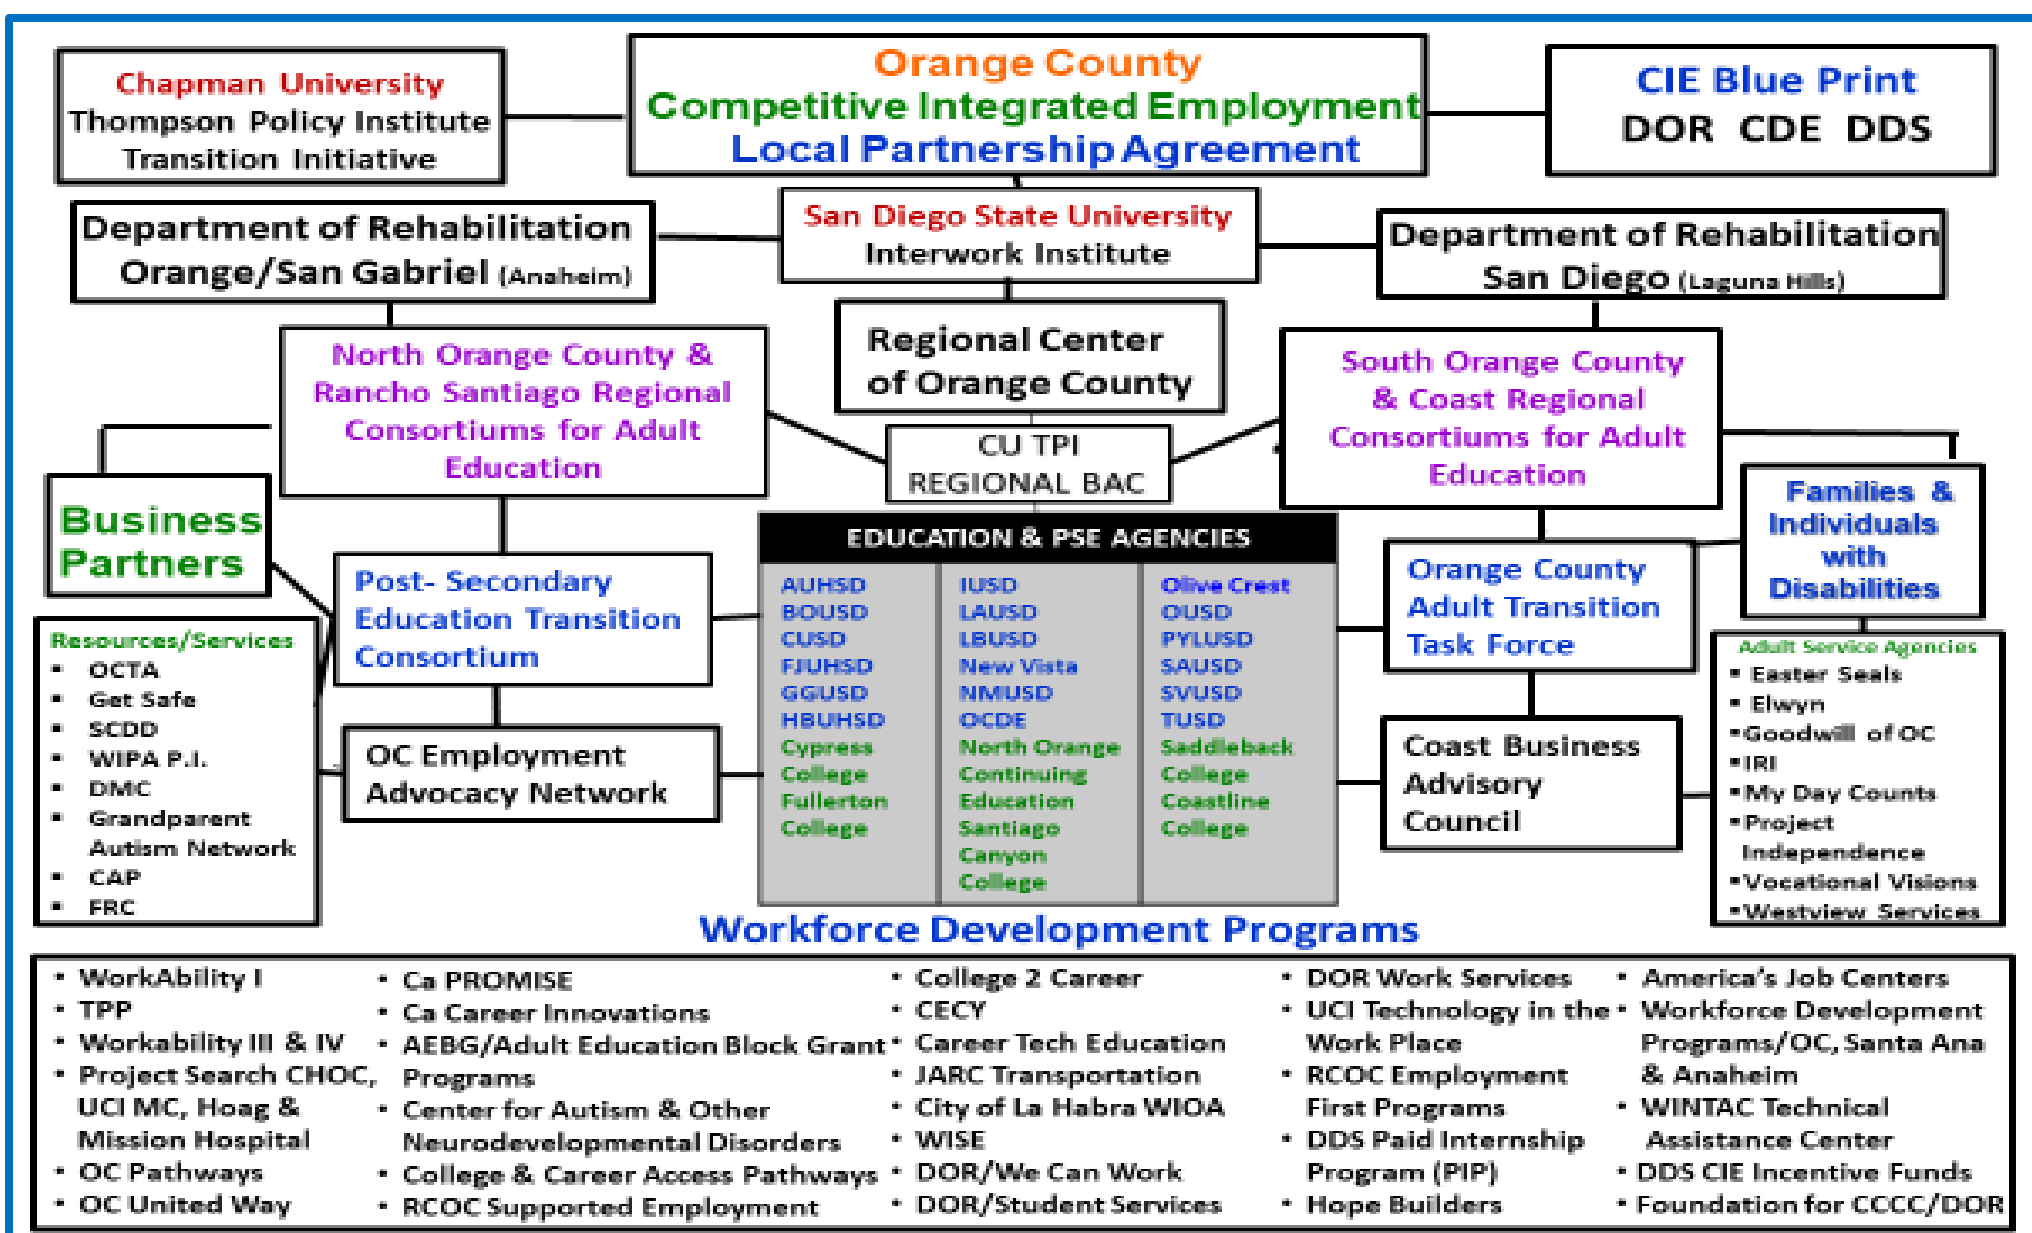 Chapman University
Thompson Policy Institute
Transition Initiative
Orange County
Competitive Integrated Employment
Local Partnership Agreement
CIE Blue Print
DOR CDE DDS
Department of Rehabilitation
Orange/San Gabriel (Anaheim)
San Diego State University
Interwork Institute
Department of Rehabilitation
San Diego (Laguna Hills)
North Orange County &
Rancho Santiago Regional
Consortiums for Adult
Education
Regional Center
of Orange County
South Orange County
& Coast Regional
Consortiums for Adult
Education
CU TPI
REGIONAL BAC
Business
Partners
Families &
Individuals
with
Disabilities
Post- Secondary
Education Transition
Consortium
EDUCATION & PSE AGENCIES
AUHSD
BOUSD
CUSD
FJUHSD
GGUSD
HBUHSD
Cypress
College
Fullerton
College
IUSD
LAUSD
LBUSD
New Vista
NMUSD
OCDE
North Orange
Continuing
Education
Santiago
Canyon
College
Olive Crest
OUSD
PYLUSD
SAUSD
SVUSD
TUSD
Saddleback
College
Coastline
College
Orange County
Adult Transition
Task Force
Resources/Services
▪ OCTA
▪ Get Safe
▪ SCDD
▪ WIPA P.I.
▪ DMC
▪ Grandparent
Autism Network
▪ CAP
▪ FRC
OC Employment
Advocacy Network
Coast Business
Advisory
Council
Adult Service Agencies
▪ Easter Seals
▪ Elwyn
▪ Goodwill of OC
▪ IRI
▪ My Day Counts
▪ Project
Independence
▪ Vocational Visions
▪ Westview Services
Workforce Development Programs
• WorkAbility I
• TPP
• Workability III & IV
• Project Search CHOC,
UCI MC, Hoag &
Mission Hospital
• OC Pathways
• OC United Way
• Ca PROMISE
• Ca Career Innovations
• AEBG/Adult Education Block Grant
Programs
• Center for Autism & Other
Neurodevelopmental Disorders
• College & Career Access Pathways
• RCOC Supported Employment
• College 2 Career
• CECY
• Career Tech Education
• JARC Transportation
• City of La Habra WIOA
• WISE
• DOR/We Can Work
• DOR/Student Services
• DOR Work Services
• UCI Technology in the
Work Place
• RCOC Employment
First Programs
• DDS Paid Internship
Program (PIP)
• Hope Builders
• America's Job Centers
• Workforce Development
Programs/OC, Santa Ana
& Anaheim
• WINTAC Technical
Assistance Center
• DDS CIE Incentive Funds
• Foundation for CCCC/DOR